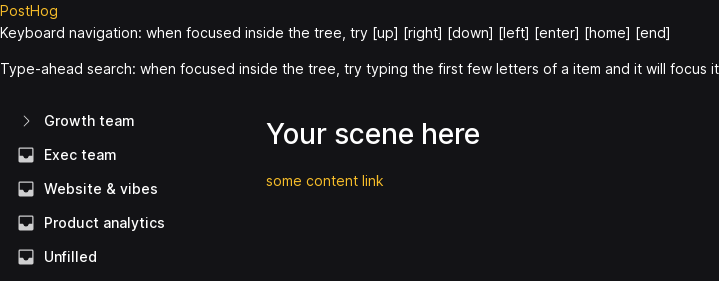 PostHog
Keyboard navigation: when focused inside the tree, try [up] [right] [down] [left] [enter] [home] [end]
Type-ahead search: when focused inside the tree, try typing the first few letters of a item and it will focus it
Growth team
Exec team
Website & vibes
Product analytics
Unfilled
Your scene here
some content link